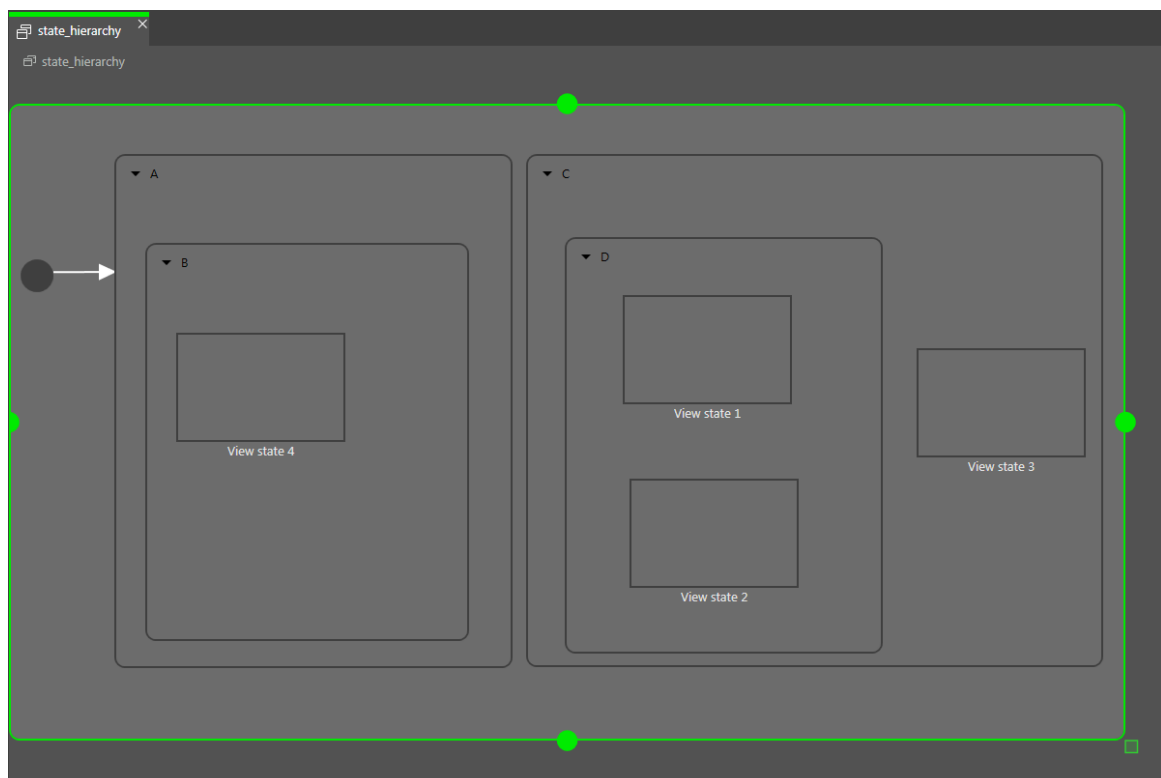 state_hierarchy
state_hierarchy
A
C
B
D
View state 1
View state 4
View state 3
View state 2